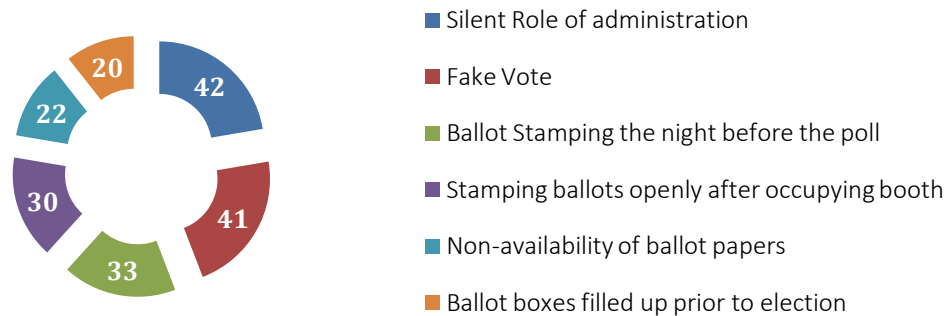 42
41
33
30
22
20
Silent Role of administration
Fake Vote
Ballot Stamping the night before the poll
Stamping ballots openly after occupying booth
Non-availability of ballot papers
Ballot boxes filled up prior to election